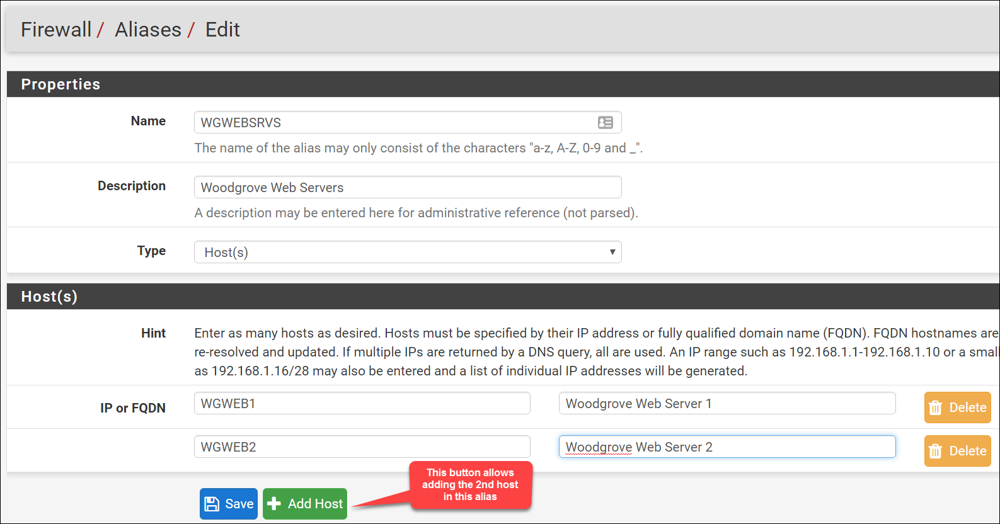 Firewall / Aliases / Edit
Properties
Name
WGWEBSRVS
The name of the alias may only consist of the characters "a-z, A-Z, 0-9 and _".
Description
Woodgrove Web Servers
A description may be entered here for administrative reference (not parsed).
Type
Host(s)
Host(s)
Hint
Enter as many hosts as desired. Hosts must be specified by their IP address or fully qualified domain name (FQDN). FQDN hostnames are
re-resolved and updated. If multiple IPs are returned by a DNS query, all are used. An IP range such as 192.168.1.1-192.168.1.10 or a small
as 192.168.1.16/28 may also be entered and a list of individual IP addresses will be generated.
IP or FQDN
WGWEB1
Woodgrove Web Server 1
Delete
WGWEB2
Woodgrove Web Server 2
Delete
This button allows
adding the 2nd host
in this alias
Save
Add Host